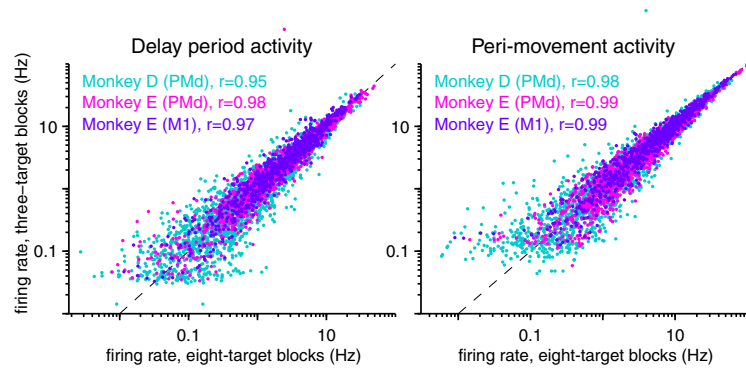 Delay period activity
Monkey D (PMd), r=0.95
Monkey E (PMd), r=0.98
Monkey E (M1), r=0.97
firing rate, three−target blocks (Hz)
10
0.1
0.1
10
firing rate, eight-target blocks (Hz)
Peri-movement activity
Monkey D (PMd), r=0.98
Monkey E (PMd), r=0.99
Monkey E (M1), r=0.99
10
0.1
0.1
10
firing rate, eight-target blocks (Hz)